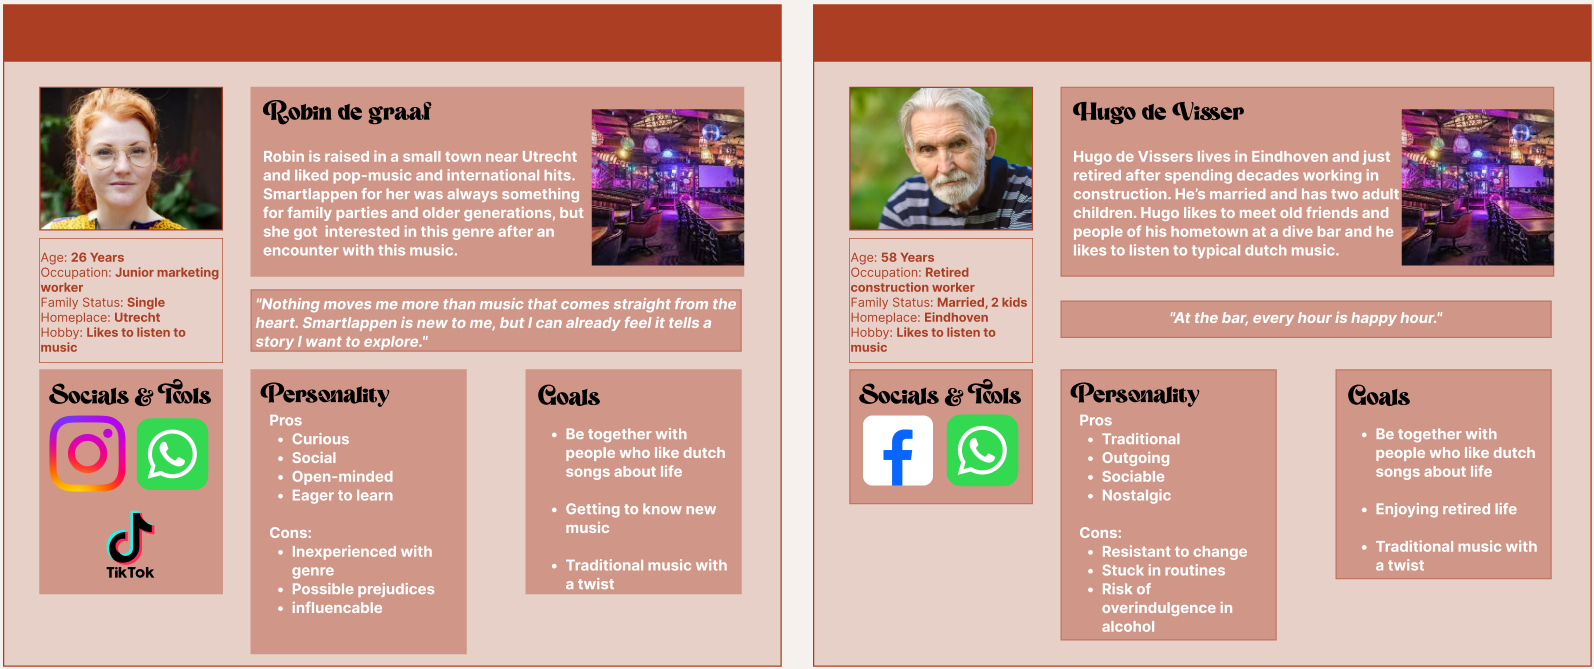 Robin de graaf
Robin is raised in a small town near Utrecht
and liked pop-music and international hits.
Smartlappen for her was always something
for family parties and older generations, but
she got  interested in this genre after an
encounter with this music.
Age: 26 Years
Occupation: Junior marketing
worker
Family Status: Single
Homeplace: Utrecht
Hobby: Likes to listen to
music
"Nothing moves me more than music that comes straight from the
heart. Smartlappen is new to me, but I can already feel it tells a
story I want to explore."
Socials & Tools
TikTok
Personality
Pros
• Curious
• Social
• Open-minded
• Eager to learn
Cons:
• Inexperienced with
genre
• Possible prejudices
• influencable
Goals
• Be together with
people who like dutch
songs about life
• Getting to know new
music
• Traditional music with
a twist
Hugo de Visser
Hugo de Vissers lives in Eindhoven and just
retired after spending decades working in
construction. He's married and has two adult
children. Hugo likes to meet old friends and
people of his hometown at a dive bar and he
likes to listen to typical dutch music.
Age: 58 Years
Occupation: Retired
construction worker
Family Status: Married, 2 kids
Homeplace: Eindhoven
Hobby: Likes to listen to
music
"At the bar, every hour is happy hour."
Socials & Tools
Personality
Pros
• Traditional
• Outgoing
• Sociable
• Nostalgic
Cons:
• Resistant to change
• Stuck in routines
• Risk of
overindulgence in
alcohol
Goals
• Be together with
people who like dutch
songs about life
• Enjoying retired life
• Traditional music with
a twist